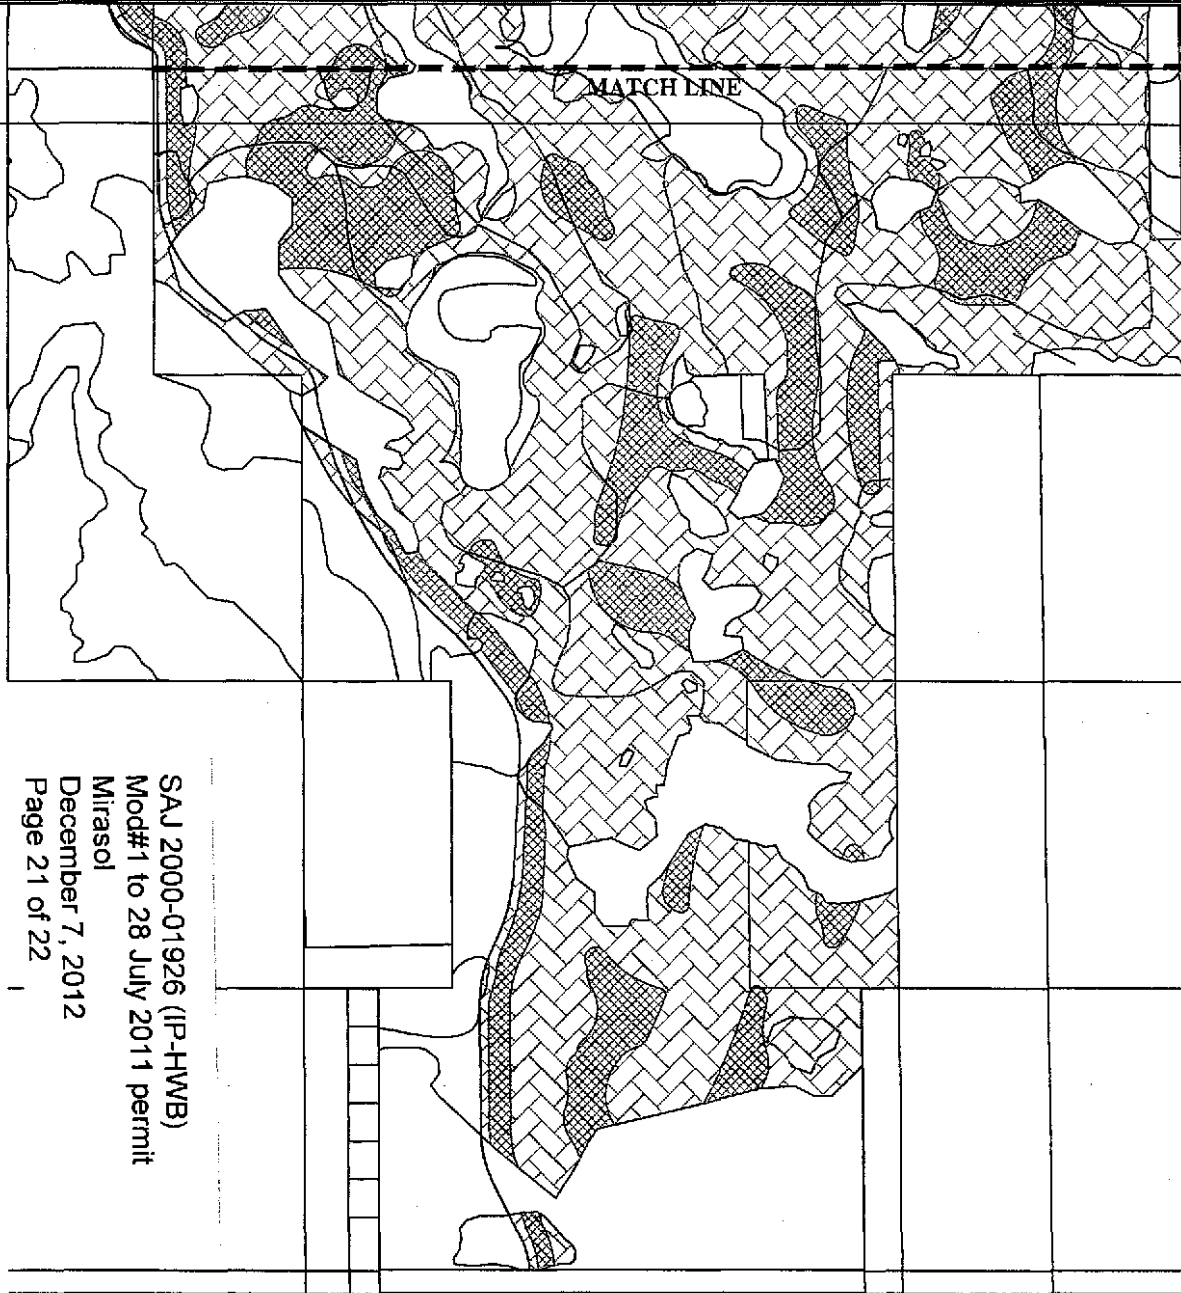 MATCH LINE
SAJ 2000-01926 (IP-HWB)
Mod#1 to 28 July 2011 permit
Mirasol
December 7, 2012
Page 21 of 22